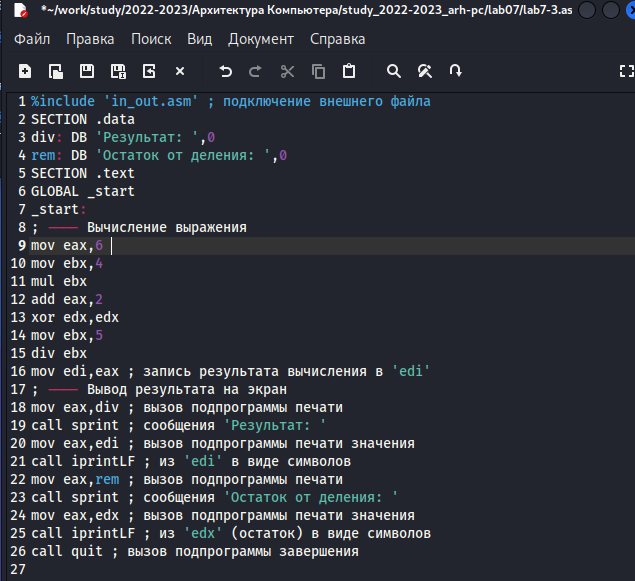 *~/work/study/2022-2023/Архитектура Компьютера/study_2022-2023_arh-pc/lab07/lab7-3.as
Файл Правка Поиск Вид Документ Справка
1 %include 'in_out.asm' ; подключение внешнего файла
2 SECTION .data
3 div: DB 'Результат: ',0
4 rem: DB 'Остаток от деления: ',0
5 SECTION .text
6 GLOBAL _start
7 _start:
8 ; ---- Вычисление выражения
9 mov eax,6
10 mov ebx,4
11 mul ebx
12 add eax,2
13 xor edx,edx
14 mov ebx,5
15 div ebx
16 mov edi,eax ; запись результата вычисления в 'edi'
17 ; ---- Вывод результата на экран
18 mov eax,div ; вызов подпрограммы печати
19 call sprint ; сообщения 'Результат: '
20 mov eax,edi ; вызов подпрограммы печати значения
21 call iprintLF ; из 'edi' в виде символов
22 mov eax,rem ; вызов подпрограммы печати
23 call sprint ; сообщения 'Остаток от деления: '
24 mov eax,edx ; вызов подпрограммы печати значения
25 call iprintLF ; из 'edx' (остаток) в виде символов
26 call quit ; вызов подпрограммы завершения
27